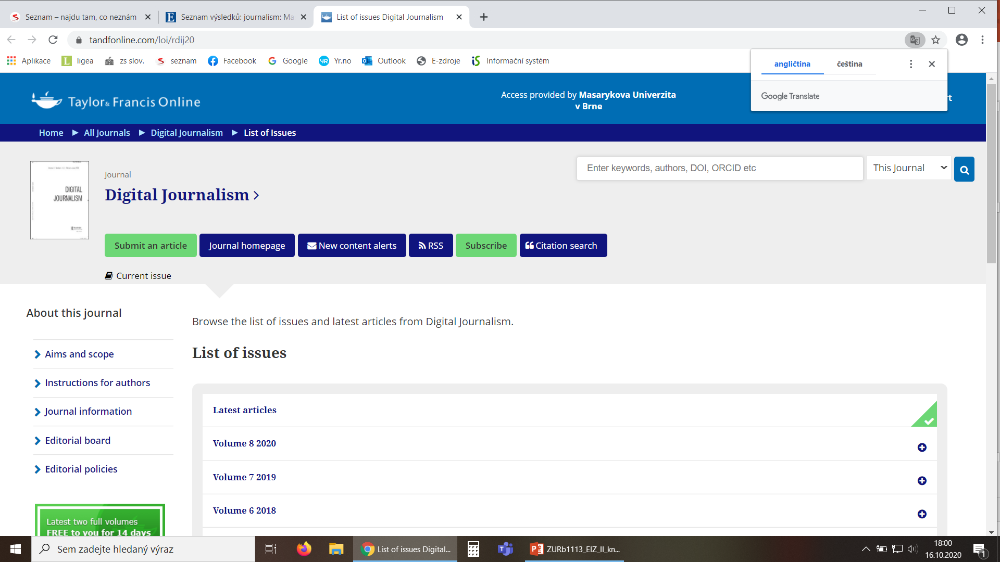 Seznam – najdu tam, co neznám
Seznam výsledků: journalism: Ma
List of issues Digital Journalism
tandfonline.com/loi/rdij20
Aplikace
ligea
zs slov.
seznam
Facebook
Google
Yr.no
Outlook
E-zdroje
Informační systém
angličtina
čeština
Google Translate
Taylor & Francis Online
Access provided by Masarykova Univerzita
v Brne
rt
Home
All Journals
Digital Journalism
List of Issues
DIGITAL
JOURNALISM
Journal
Digital Journalism
Enter keywords, authors, DOI, ORCID etc
This Journal
Submit an article
Journal homepage
New content alerts
RSS
Subscribe
Citation search
Current issue
About this journal
Aims and scope
Instructions for authors
Journal information
Editorial board
Editorial policies
Latest two full volumes
FREE to you for 14 days
Browse the list of issues and latest articles from Digital Journalism.
List of issues
Latest articles
Volume 8 2020
Volume 7 2019
Volume 6 2018
Sem zadejte hledaný výraz
List of issues Digital...
ZURb1113_EIZ_II_kn...
18:00
16.10.2020
1